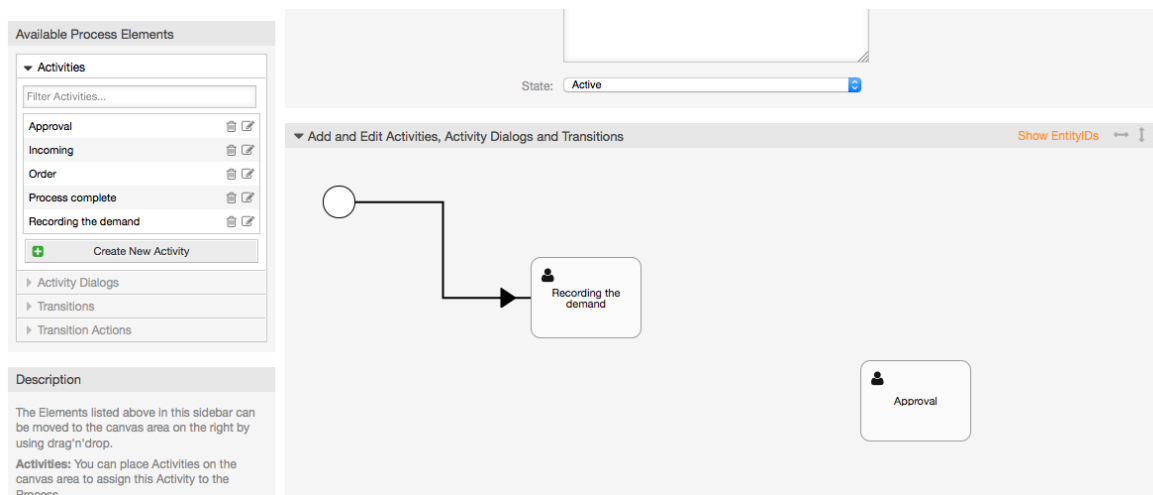 Available Process Elements
Activities
Filter Activities...
Approval
Incoming
Order
Process complete
Recording the demand
Create New Activity
Activity Dialogs
Transitions
Transition Actions
Description
The Elements listed above in this sidebar can
be moved to the canvas area on the right by
using drag'n'drop.
Activities: You can place Activities on the
canvas area to assign this Activity to the
Process.
State: Active
Add and Edit Activities, Activity Dialogs and Transitions
Show EntityIDs
Recording the
demand
Approval